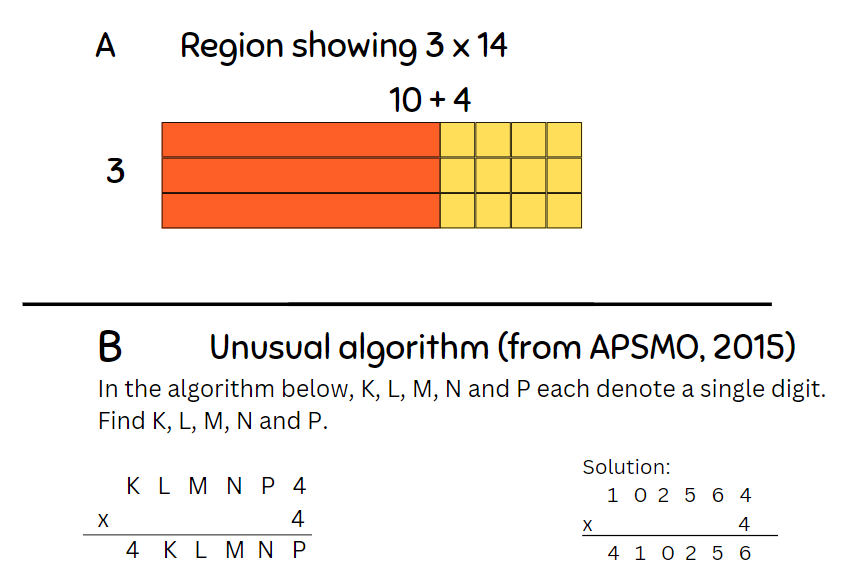 A Region showing 3 x 14
10 + 4
3
B Unusual algorithm (from APSMO, 2015)
In the algorithm below, K, L, M, N and P each denote a single digit.
Find K, L, M, N and P.
K L M N P 4
x 4
4 K L M N P
Solution:
1 0 2 5 6 4
x 4
4 1 0 2 5 6